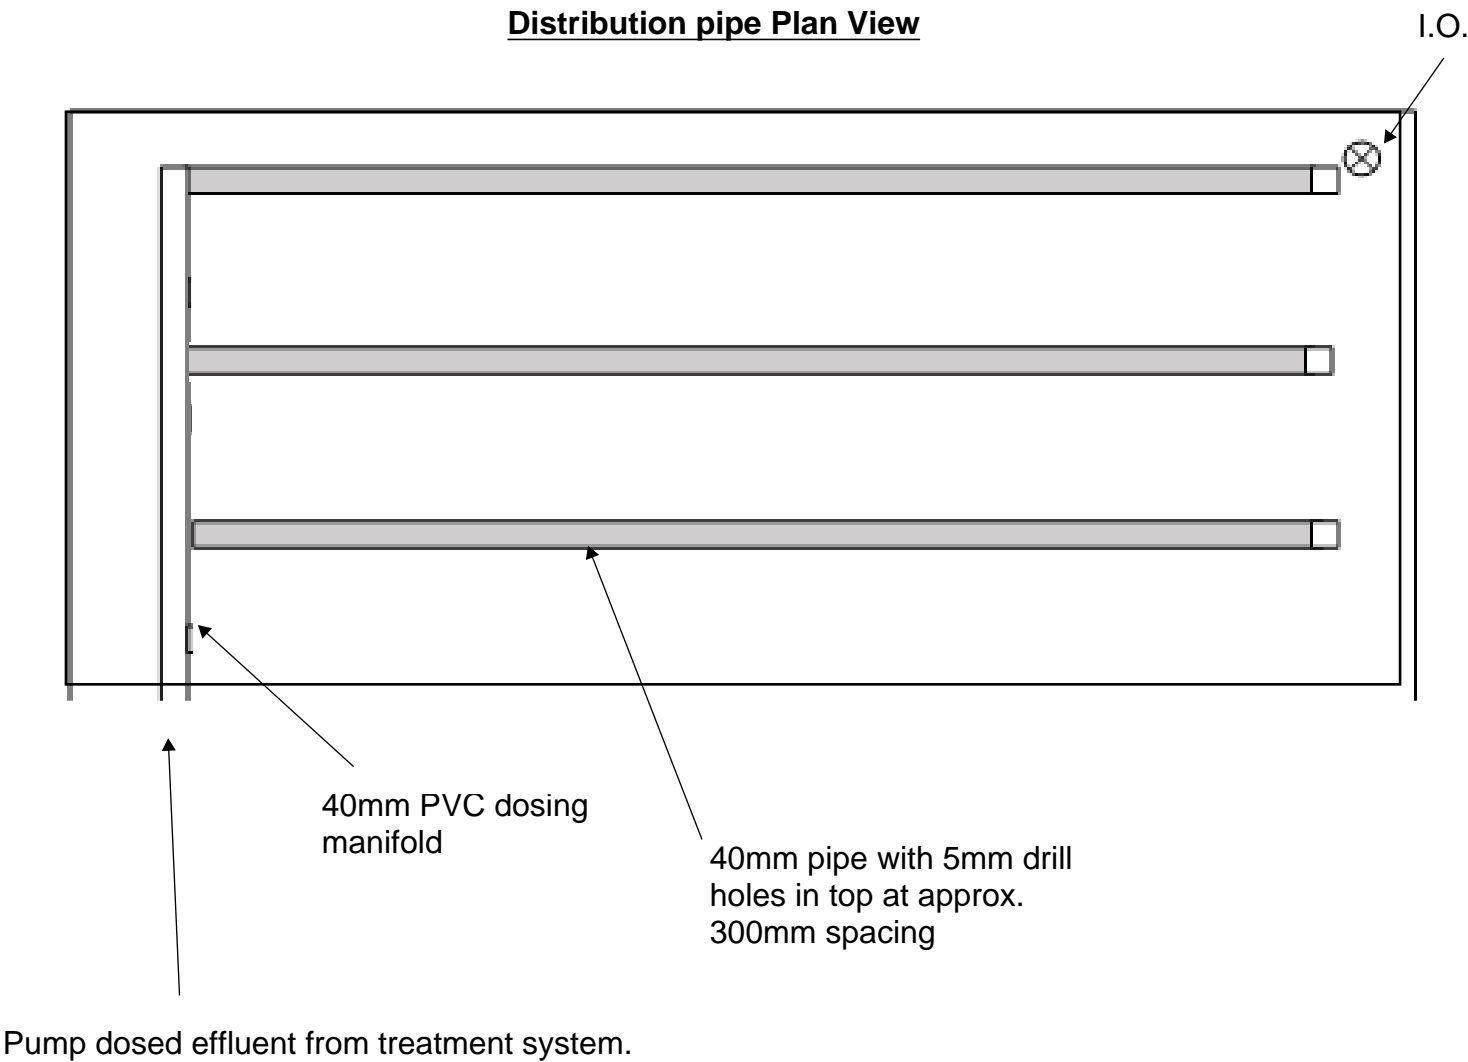 Distribution pipe Plan View
I.O.
40mm PVC dosing
manifold
40mm pipe with 5mm drill
holes in top at approx.
300mm spacing
Pump dosed effluent from treatment system.